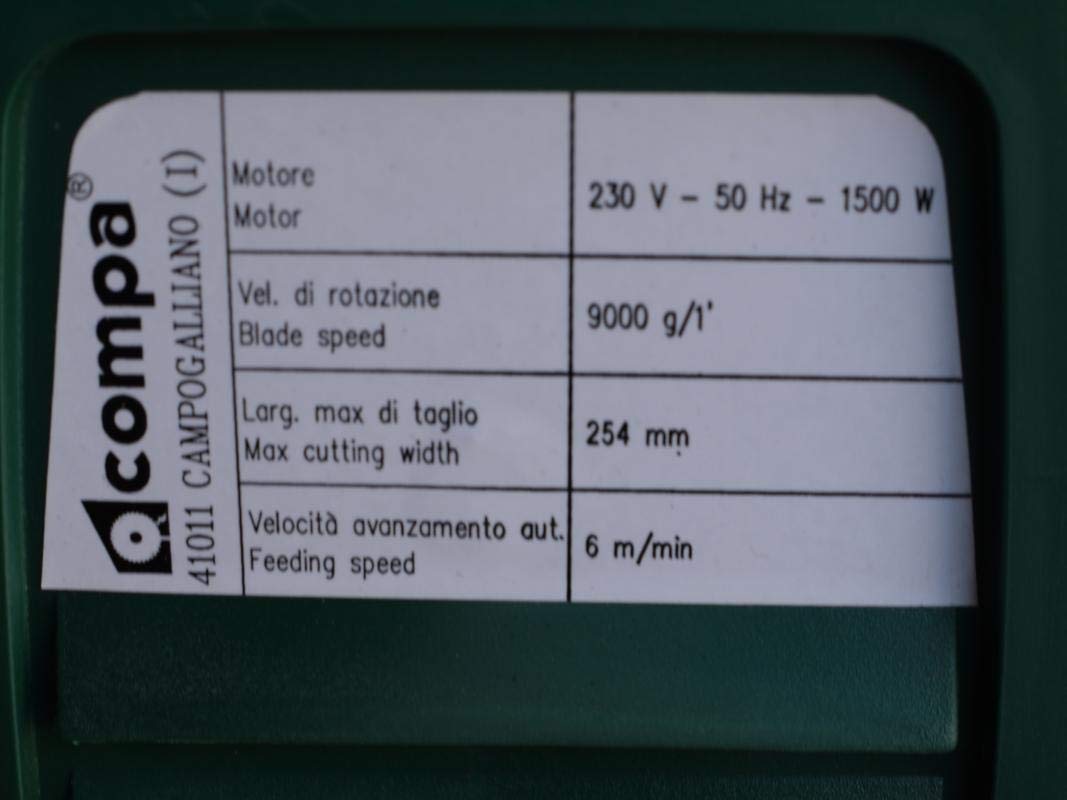 compa®
41011 CAMPOGALLIANO (I)
Motore
Motor
230 V - 50 Hz - 1500 W
Vel. di rotazione
Blade speed
9000 g/1'
Larg. max di taglio
Max cutting width
254 mm
Velocità avanzamento aut.
Feeding speed
6 m/min